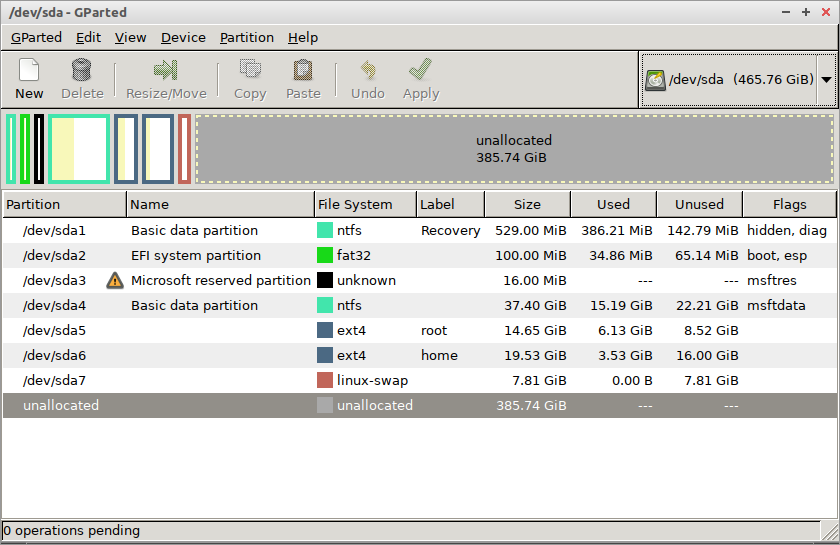 /dev/sda - GParted
GParted Edit View Device Partition Help
New Delete Resize/Move Copy Paste Undo Apply /dev/sda (465.76 GiB)
unallocated
385.74 GiB
Partition Name File System Label Size Used Unused Flags
/dev/sda1 Basic data partition ntfs Recovery 529.00 MiB 386.21 MiB 142.79 MiB hidden, diag
/dev/sda2 EFI system partition fat32 100.00 MiB 34.86 MiB 65.14 MiB boot, esp
/dev/sda3 Microsoft reserved partition unknown 16.00 MiB --- --- msftres
/dev/sda4 Basic data partition ntfs 37.40 GiB 15.19 GiB 22.21 GiB msftdata
/dev/sda5 ext4 root 14.65 GiB 6.13 GiB 8.52 GiB
/dev/sda6 ext4 home 19.53 GiB 3.53 GiB 16.00 GiB
/dev/sda7 linux-swap 7.81 GiB 0.00 B 7.81 GiB
unallocated unallocated 385.74 GiB --- ---
0 operations pending